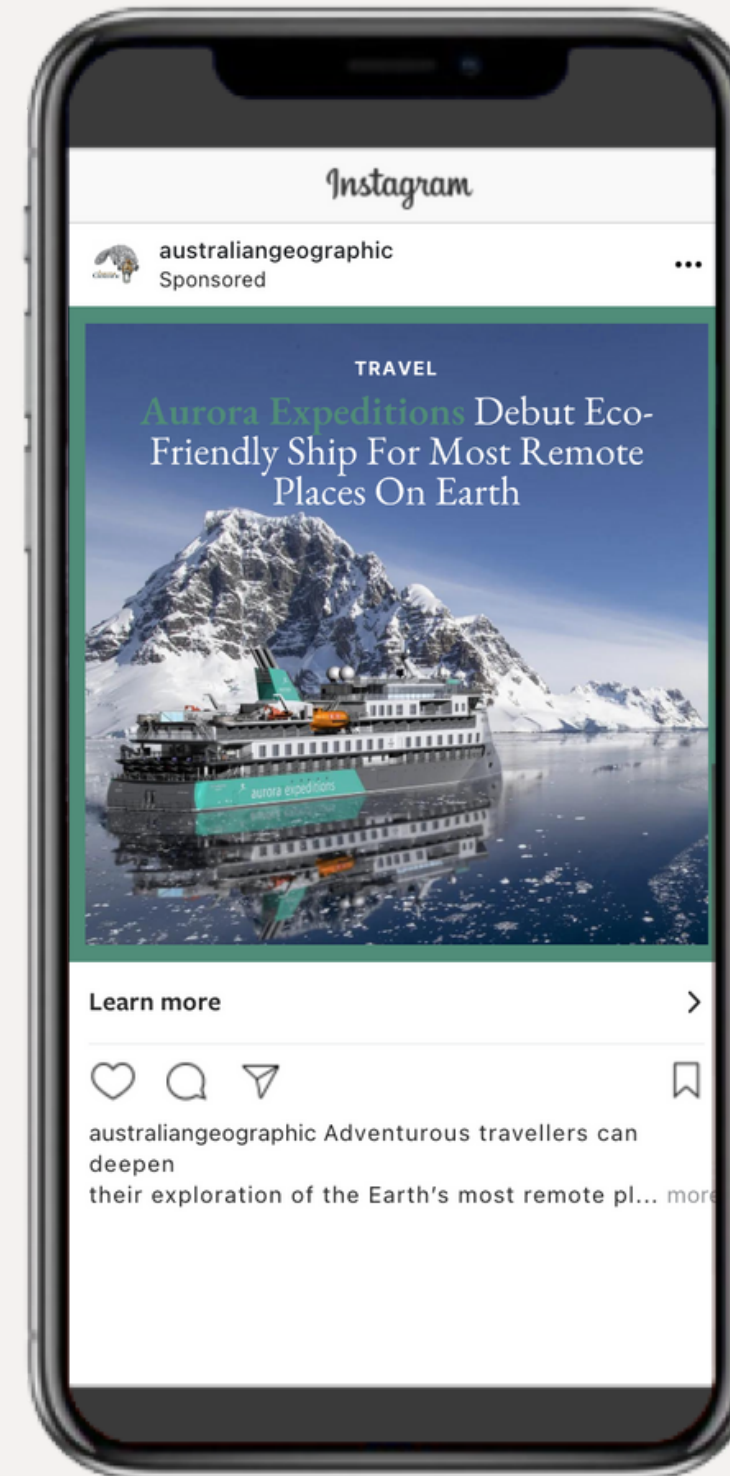 Instagram
australiangeographic
Sponsored
TRAVEL
Aurora Expeditions Debut Eco-
Friendly Ship For Most Remote
Places On Earth
aurora expeditions
Learn more
australiangeographic Adventurous travellers can
deepen
their exploration of the Earth's most remote pl... more